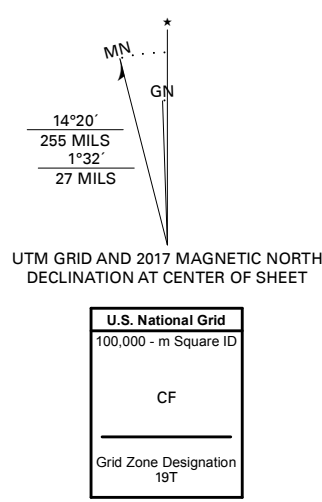 ★
MN
GN
14°20´
255 MILS
1°32´
27 MILS
UTM GRID AND 2017 MAGNETIC NORTH
DECLINATION AT CENTER OF SHEET
U.S. National Grid
100,000 - m Square ID
CF
Grid Zone Designation
19T